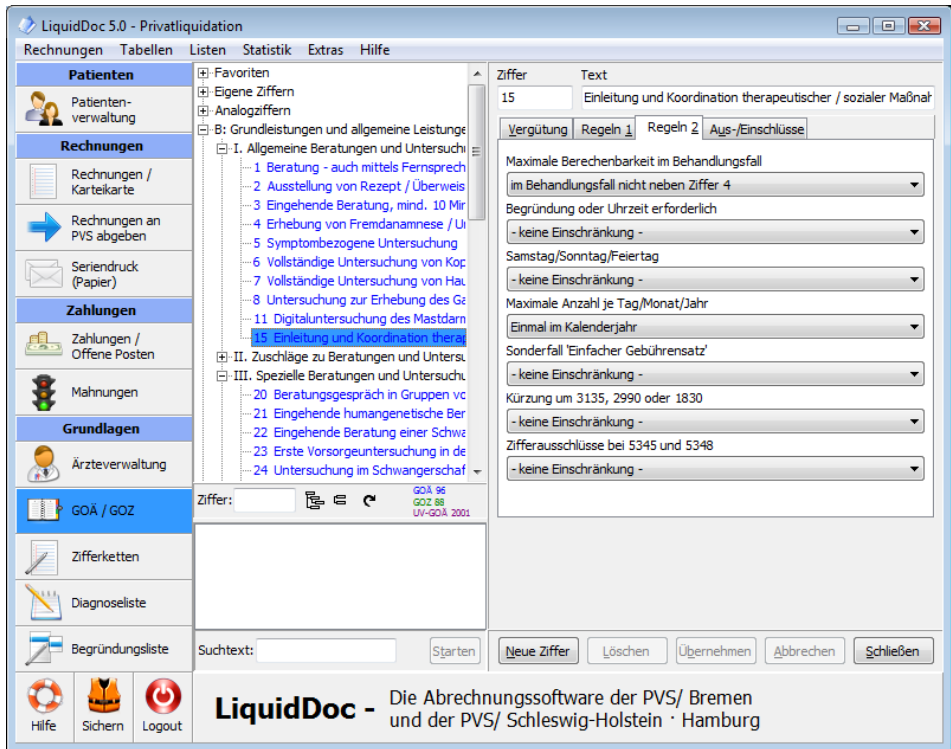 LiquidDoc 5.0 - Privatliquidation
Rechnungen Tabellen Listen Statistik Extras Hilfe
Patienten
Patienten-
verwaltung
Rechnungen
Rechnungen /
Karteikarte
Rechnungen an
PVS abgeben
Seriendruck
(Papier)
Zahlungen
Zahlungen /
Offene Posten
Mahnungen
Grundlagen
Ärzteverwaltung
GOÄ / GOZ
Zifferketten
Diagnoseliste
Begründungsliste
Hilfe
Sichern
Logout
Favoriten
Eigene Ziffern
Analogziffern
B: Grundleistungen und allgemeine Leistunge
I. Allgemeine Beratungen und Untersuch
1 Beratung - auch mittels Fernsprech
2 Ausstellung von Rezept / Überweis
3 Eingehende Beratung, mind. 10 Mir
4 Erhebung von Fremdanamnese / U
5 Symptombezogene Untersuchung
6 Vollständige Untersuchung von Kop
7 Vollständige Untersuchung von Hau
8 Untersuchung zur Erhebung des Ga
11 Digitaluntersuchung des Mastdarm
15 Einleitung und Koordination therap
II. Zuschläge zu Beratungen und Untersu
III. Spezielle Beratungen und Untersuchu
20 Beratungsgespräch in Gruppen vo
21 Eingehende humangenetische Ber
22 Eingehende Beratung einer Schwa
23 Erste Vorsorgeuntersuchung in de
24 Untersuchung im Schwangerschaf
Ziffer:
GOÄ 96
GOZ 88
UV-GOÄ 2001
Suchtext:
Starten
Ziffer Text
15 Einleitung und Koordination therapeutischer / sozialer Maßnah
Vergütung Regeln 1 Regeln 2 Aus-/Einschlüsse
Maximale Berechenbarkeit im Behandlungsfall
im Behandlungsfall nicht neben Ziffer 4
Begründung oder Uhrzeit erforderlich
- keine Einschränkung -
Samstag/Sonntag/Feiertag
- keine Einschränkung -
Maximale Anzahl je Tag/Monat/Jahr
Einmal im Kalenderjahr
Sonderfall 'Einfacher Gebührensatz'
- keine Einschränkung -
Kürzung um 3135, 2990 oder 1830
- keine Einschränkung -
Zifferausschlüsse bei 5345 und 5348
- keine Einschränkung -
Neue Ziffer Löschen Übernehmen Abbrechen Schließen
LiquidDoc - Die Abrechnungssoftware der PVS/ Bremen
und der PVS/ Schleswig-Holstein · Hamburg